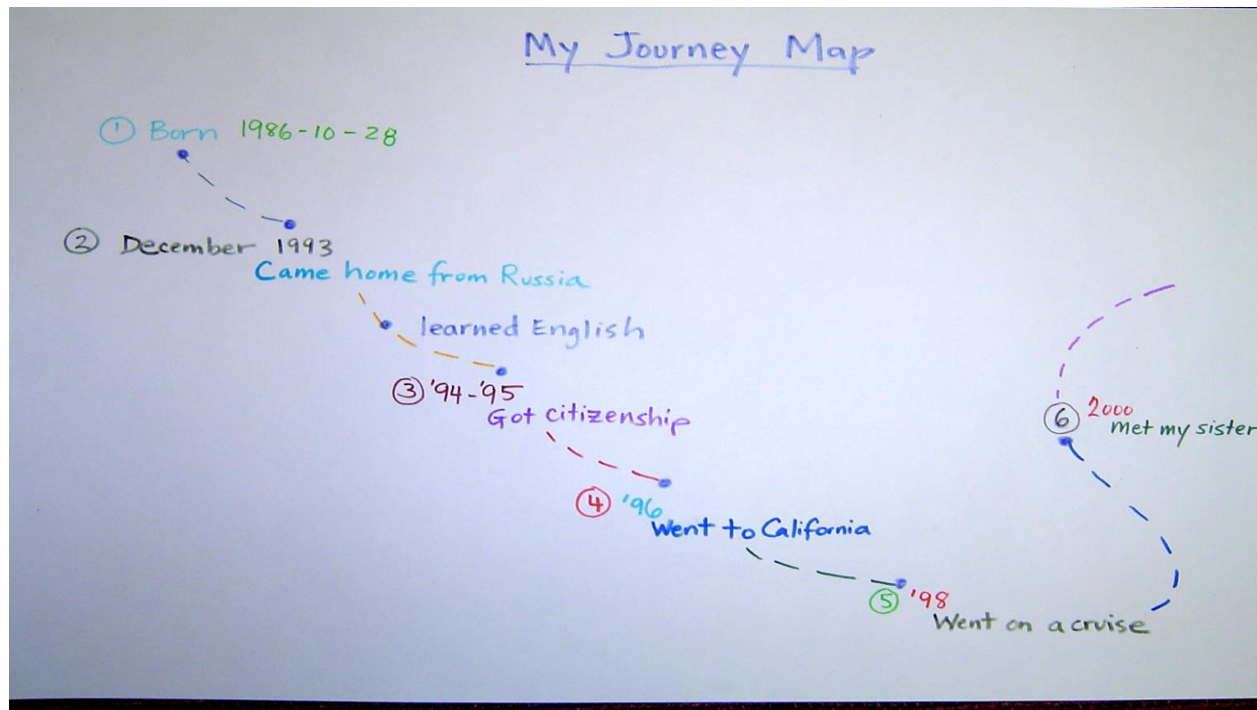 My Journey Map
① Born 1986-10-28
② December 1993
Came home from Russia
learned English
③ '94-'95
Got citizenship
④ '96
Went to California
⑤ '98
Went on a cruise
⑥ 2000
met my sister